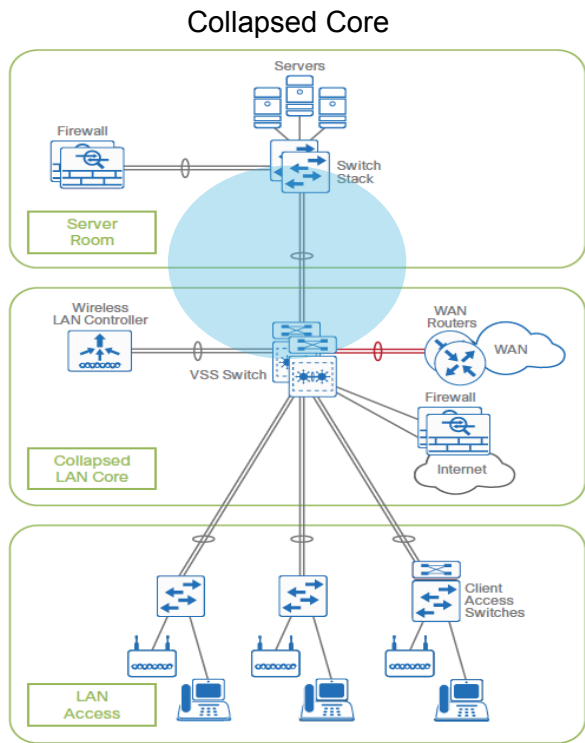 Collapsed Core
Servers
Firewall
Switch
Stack
Server
Room
Wireless
LAN Controller
WAN
Routers
WAN
VSS Switch
Firewall
Internet
Collapsed
LAN Core
Client
Access
Switches
LAN
Access